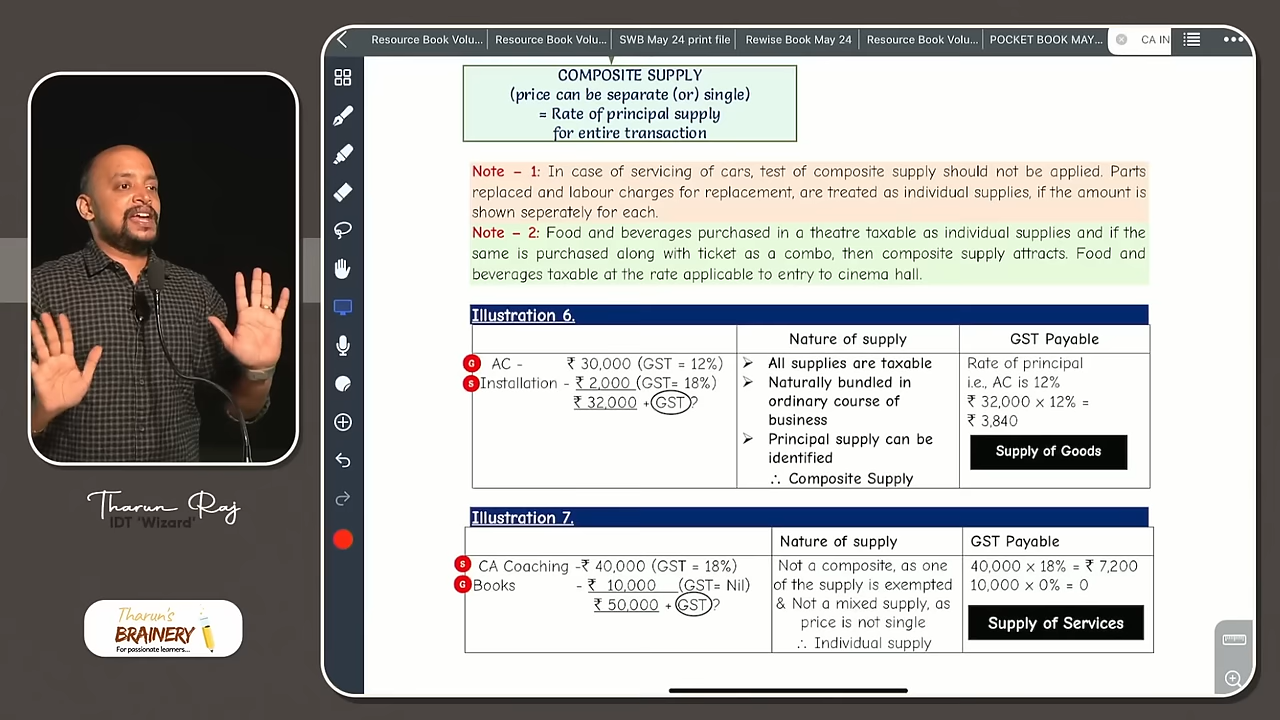 Resource Book Volu...
Resource Book Volu...
SWB May 24 print file
Rewise Book May 24
Resource Book Volu...
POCKET BOOK MAY...
CA IN
COMPOSITE SUPPLY
(price can be separate (or) single)
= Rate of principal supply
for entire transaction
Note – 1: In case of servicing of cars, test of composite supply should not be applied. Parts
replaced and labour charges for replacement, are treated as individual supplies, if the amount is
shown seperately for each.
Note – 2: Food and beverages purchased in a theatre taxable as individual supplies and if the
same is purchased along with ticket as a combo, then composite supply attracts. Food and
beverages taxable at the rate applicable to entry to cinema hall.
Illustration 6.
Nature of supply
GST Payable
G AC - ₹ 30,000 (GST = 12%)
S Installation - ₹ 2,000 (GST= 18%)
₹ 32,000 + GST?
➢ All supplies are taxable
➢ Naturally bundled in
ordinary course of
business
➢ Principal supply can be
identified
∴ Composite Supply
Rate of principal
i.e., AC is 12%
₹ 32,000 x 12% =
₹ 3,840
Supply of Goods
Illustration 7.
Nature of supply
GST Payable
S CA Coaching -₹ 40,000 (GST = 18%)
G Books - ₹ 10,000 (GST= Nil)
₹ 50,000 + GST?
Not a composite, as one
of the supply is exempted
& Not a mixed supply, as
price is not single
∴ Individual supply
40,000 x 18% = ₹ 7,200
10,000 x 0% = 0
Supply of Services
Tharun Raj
IDT 'Wizard'
Tharun's
BRAINERY
For passionate learners...